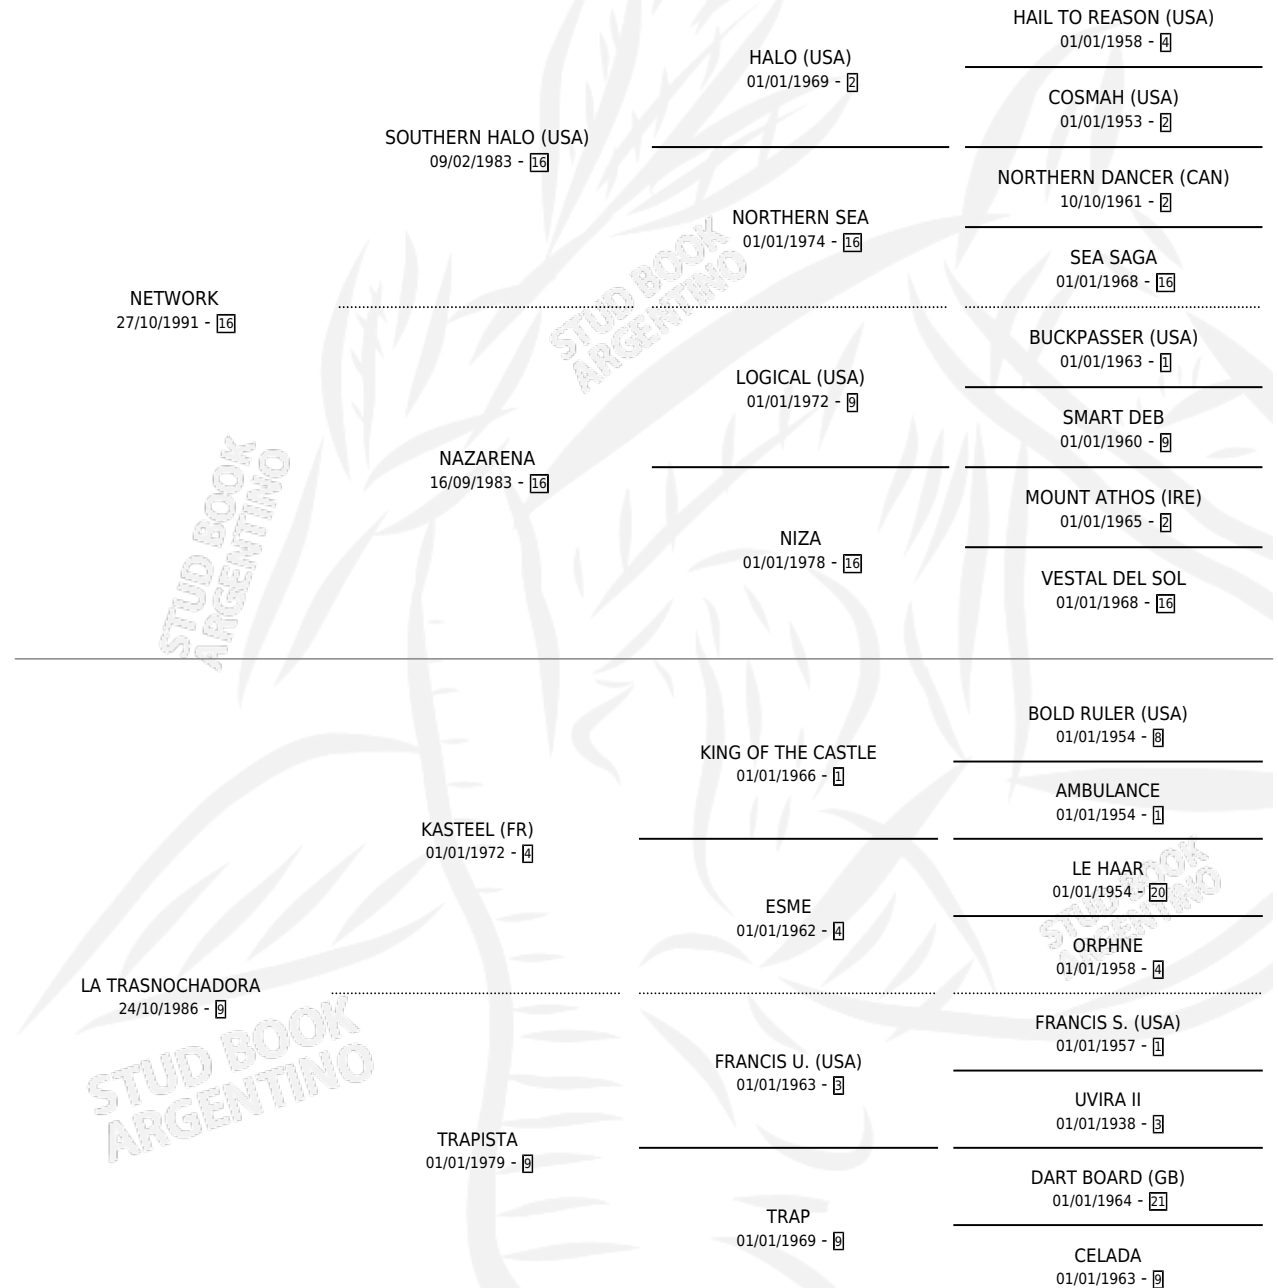 HAIL TO REASON (USA)
01/01/1958 - 4
HALO (USA)
01/01/1969 - 2
COSMAH (USA)
01/01/1953 - 2
SOUTHERN HALO (USA)
09/02/1983 - 16
NORTHERN DANCER (CAN)
10/10/1961 - 2
NORTHERN SEA
01/01/1974 - 16
SEA SAGA
01/01/1968 - 16
NETWORK
27/10/1991 - 16
BUCKPASSER (USA)
01/01/1963 - 1
LOGICAL (USA)
01/01/1972 - 9
SMART DEB
01/01/1960 - 9
NAZARENA
16/09/1983 - 16
MOUNT ATHOS (IRE)
01/01/1965 - 2
NIZA
01/01/1978 - 16
VESTAL DEL SOL
01/01/1968 - 16
BOLD RULER (USA)
01/01/1954 - 8
KING OF THE CASTLE
01/01/1966 - 1
AMBULANCE
01/01/1954 - 1
KASTEEL (FR)
01/01/1972 - 4
LE HAAR
01/01/1954 - 20
ESME
01/01/1962 - 4
ORPHNE
01/01/1958 - 4
LA TRASNOCHADORA
24/10/1986 - 9
FRANCIS S. (USA)
01/01/1957 - 1
FRANCIS U. (USA)
01/01/1963 - 3
UVIRA II
01/01/1938 - 3
TRAPISTA
01/01/1979 - 9
DART BOARD (GB)
01/01/1964 - 21
TRAP
01/01/1969 - 9
CELADA
01/01/1963 - 9
STUD BOOK
ARGENTINO
STUD BOOK
ARGENTINO
STUD BOOK
ARGENTINO
STUD BOOK
ARGENTINO